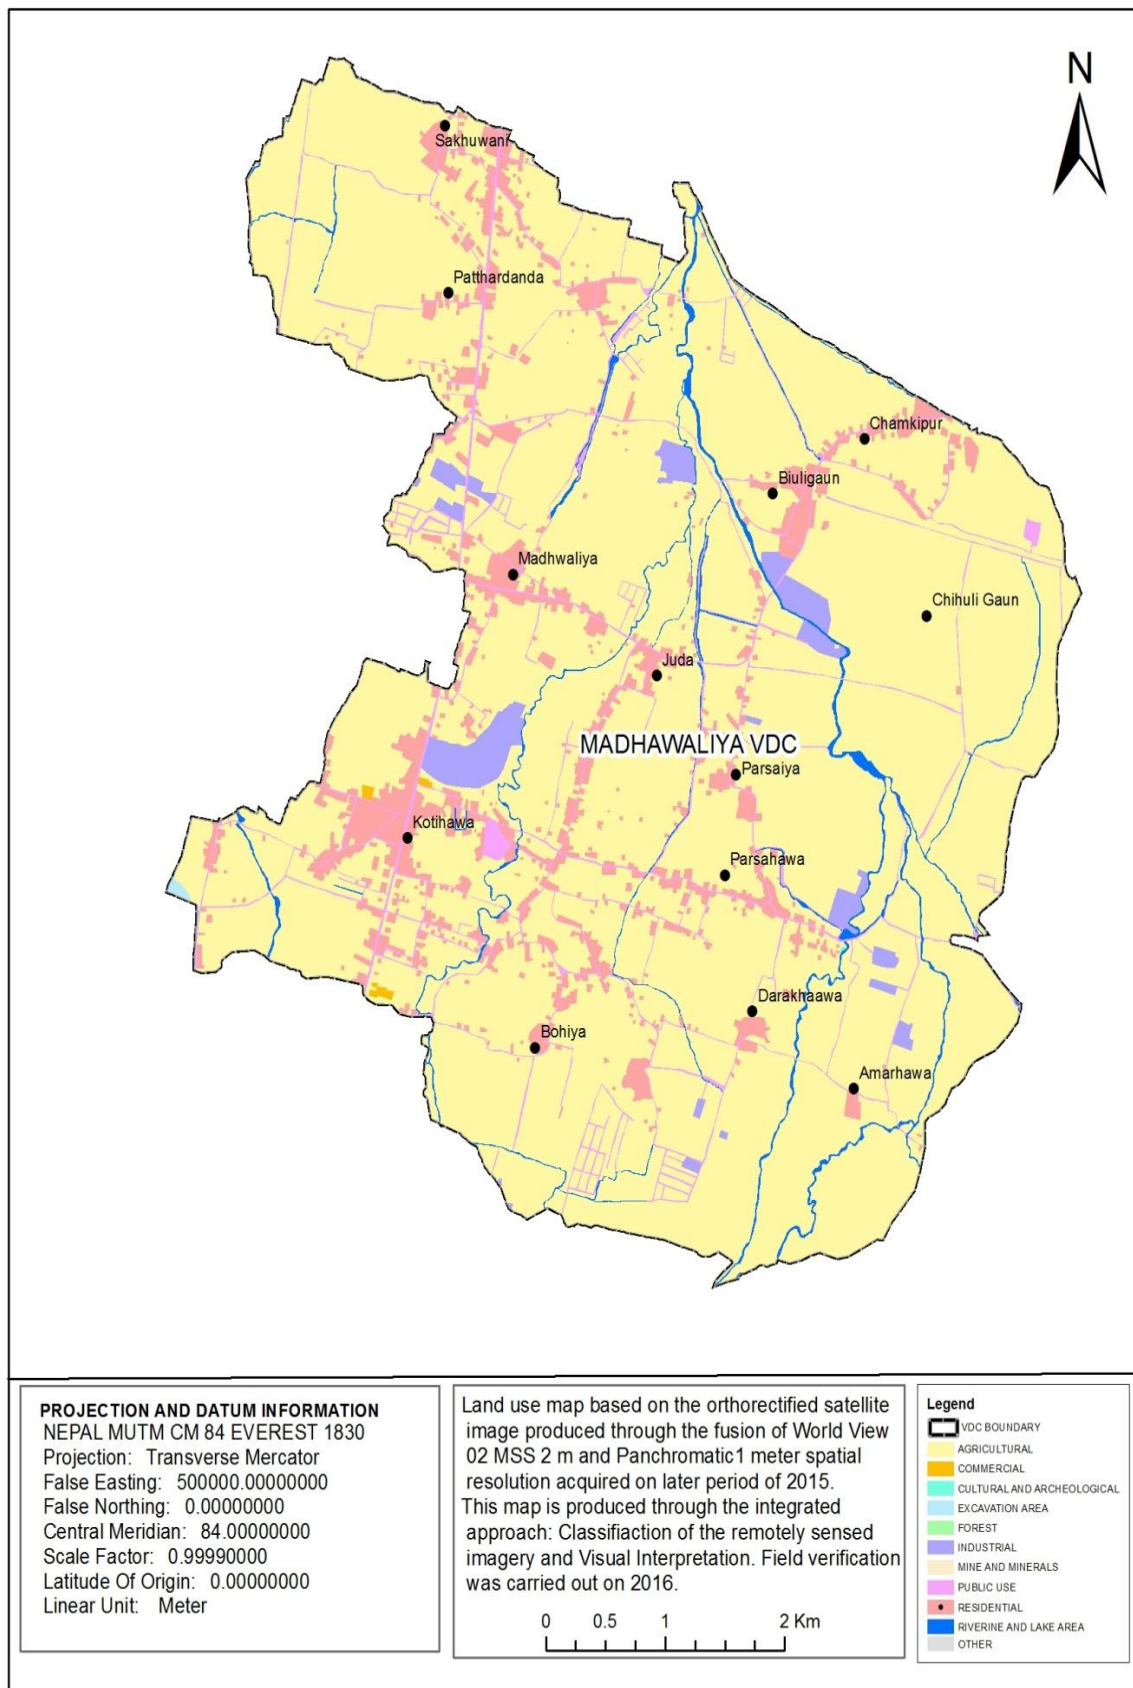 N
Sakhuwani
Patthardanda
Chamkipur
Biuligaun
Madhwaliya
Chihuli Gaun
Juda
MADHAWALIYA VDC
Parsaiya
Kotihawa
Parsahawa
Darakhaawa
Bohiya
Amarhawa
PROJECTION AND DATUM INFORMATION
NEPAL MUTM CM 84 EVEREST 1830
Projection: Transverse Mercator
False Easting: 500000.00000000
False Northing: 0.00000000
Central Meridian: 84.00000000
Scale Factor: 0.99990000
Latitude Of Origin: 0.00000000
Linear Unit: Meter
Land use map based on the orthorectified satellite
image produced through the fusion of World View
02 MSS 2 m and Panchromatic1 meter spatial
resolution acquired on later period of 2015.
This map is produced through the integrated
approach: Classifiaction of the remotely sensed
imagery and Visual Interpretation. Field verification
was carried out on 2016.
0 0.5 1 2 Km
Legend
VDC BOUNDARY
AGRICULTURAL
COMMERCIAL
CULTURAL AND ARCHEOLOGICAL
EXCAVATION AREA
FOREST
INDUSTRIAL
MINE AND MINERALS
PUBLIC USE
RESIDENTIAL
RIVERINE AND LAKE AREA
OTHER